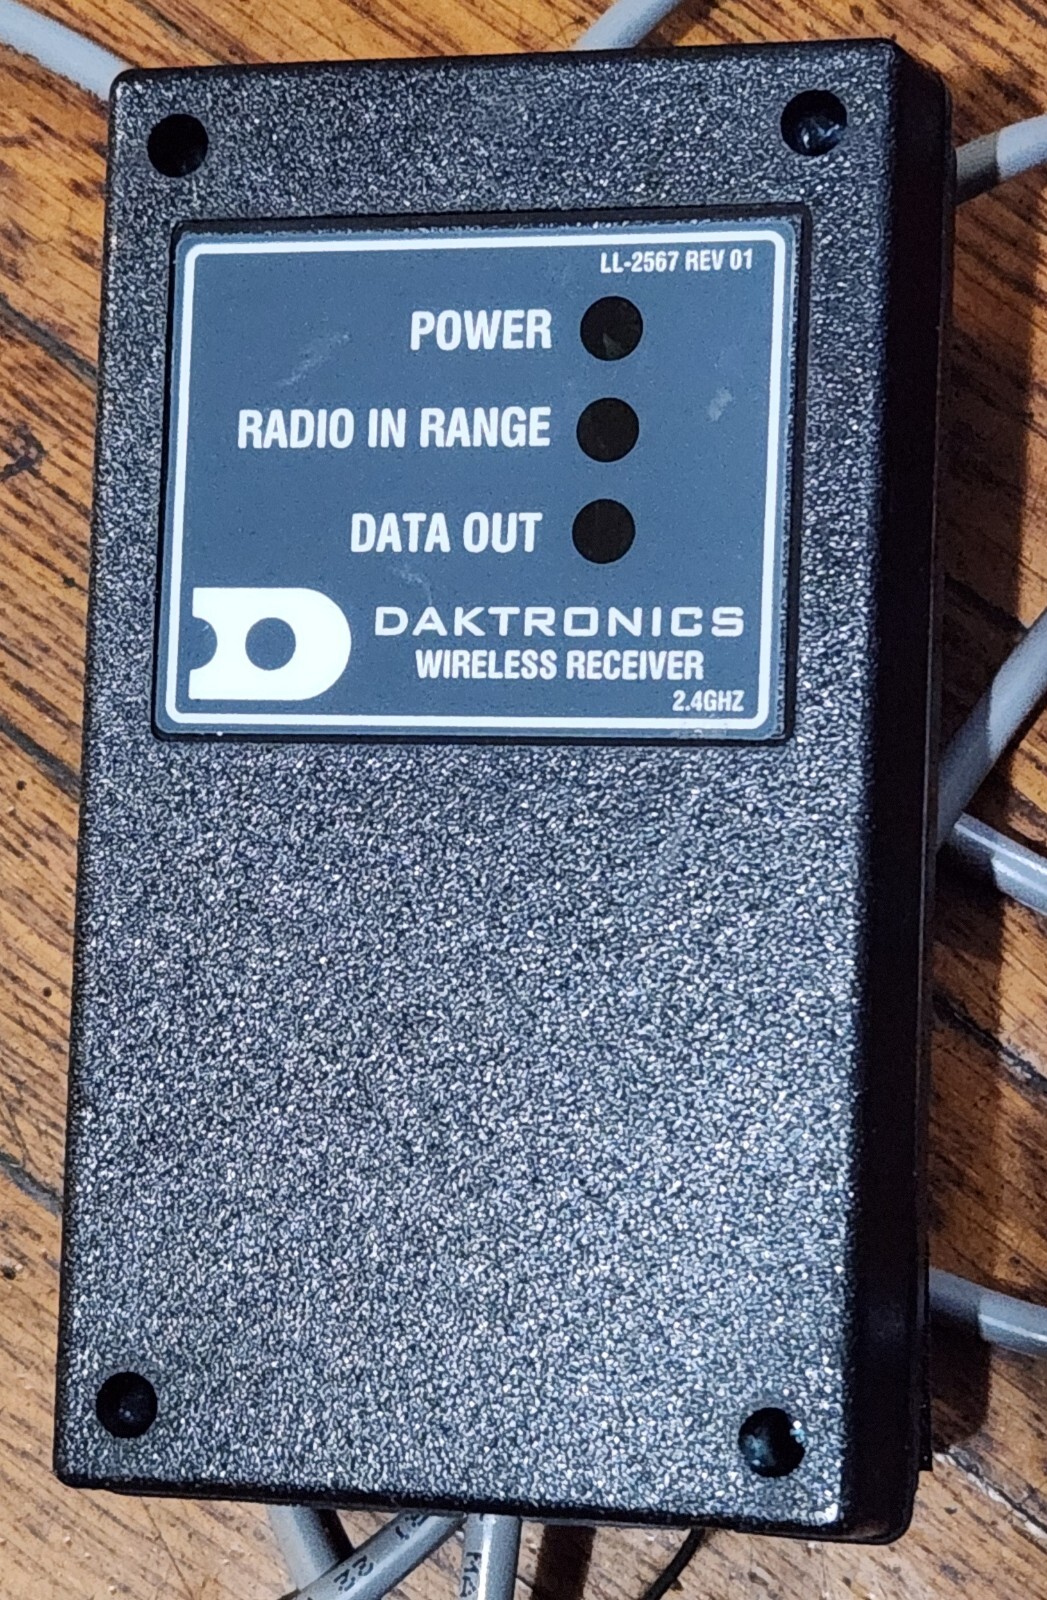 LL-2567 REV 01
POWER
RADIO IN RANGE
DATA OUT
DAKTRONICS
WIRELESS RECEIVER
2.4GHZ